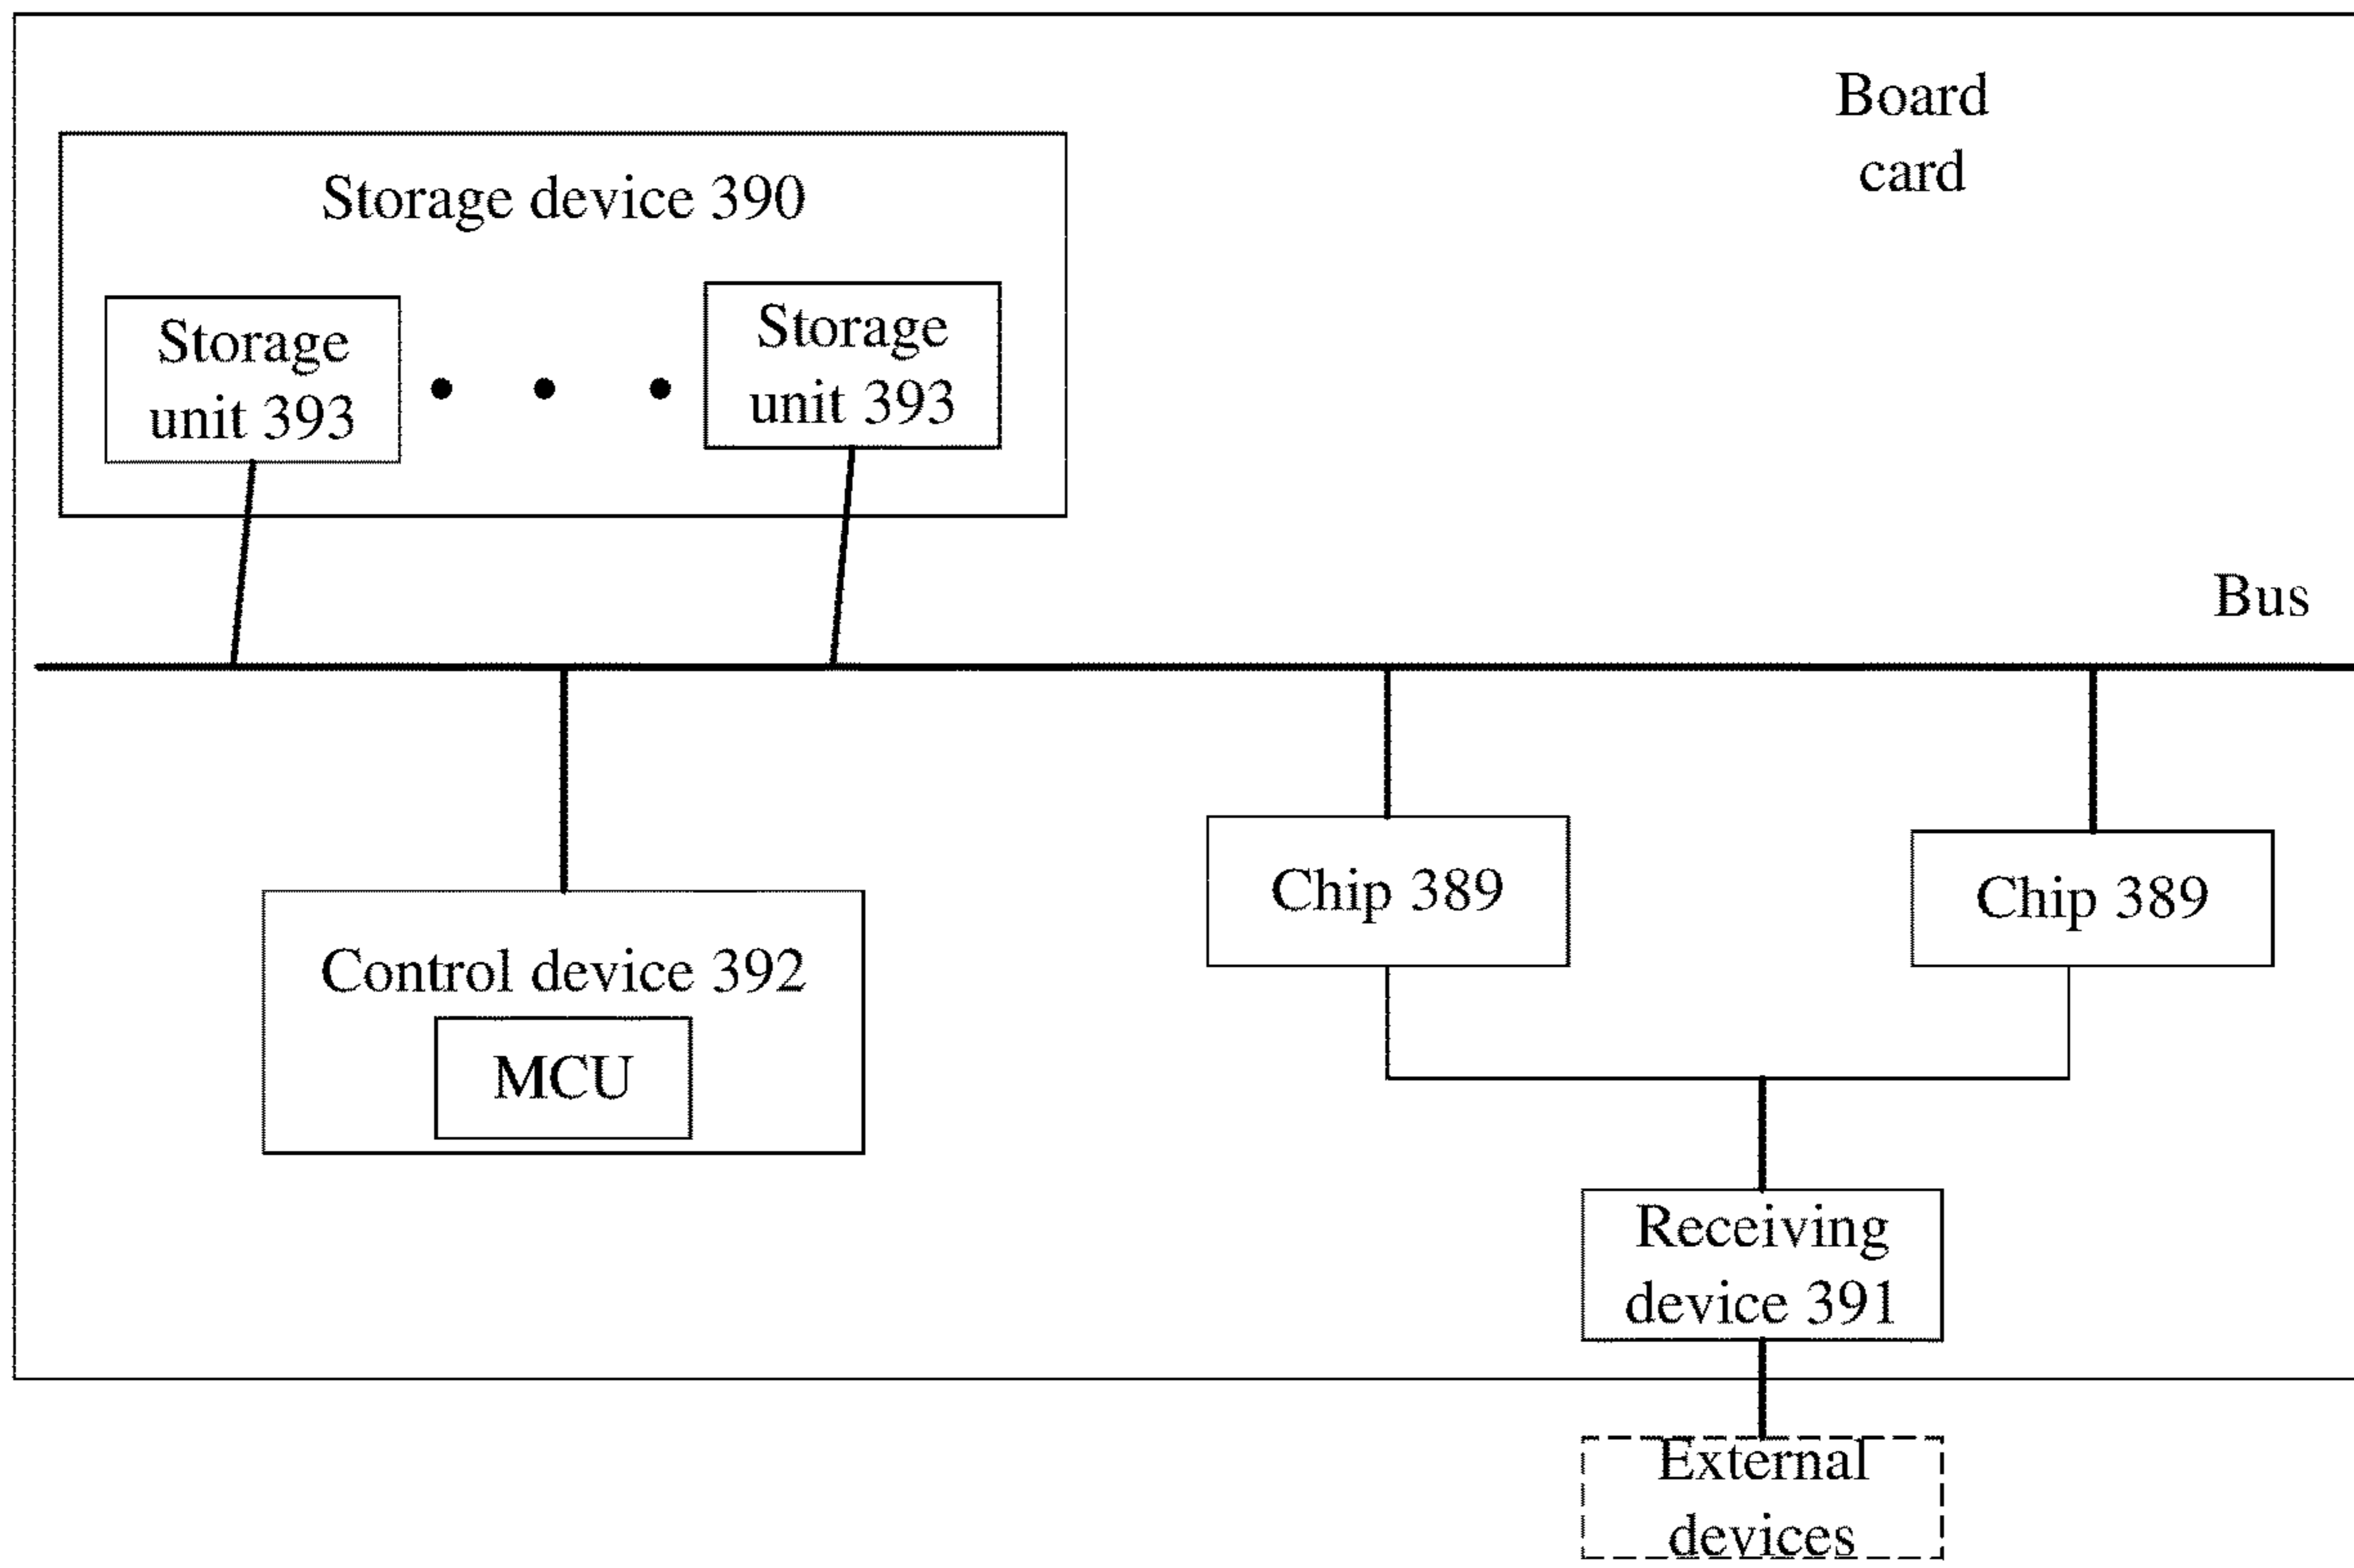 Board
card
Storage device 390
Storage
unit 393
Storage
unit 393
Bus
Control device 392
MCU
Chip 389
Chip 389
Receiving
device 391
External
devices